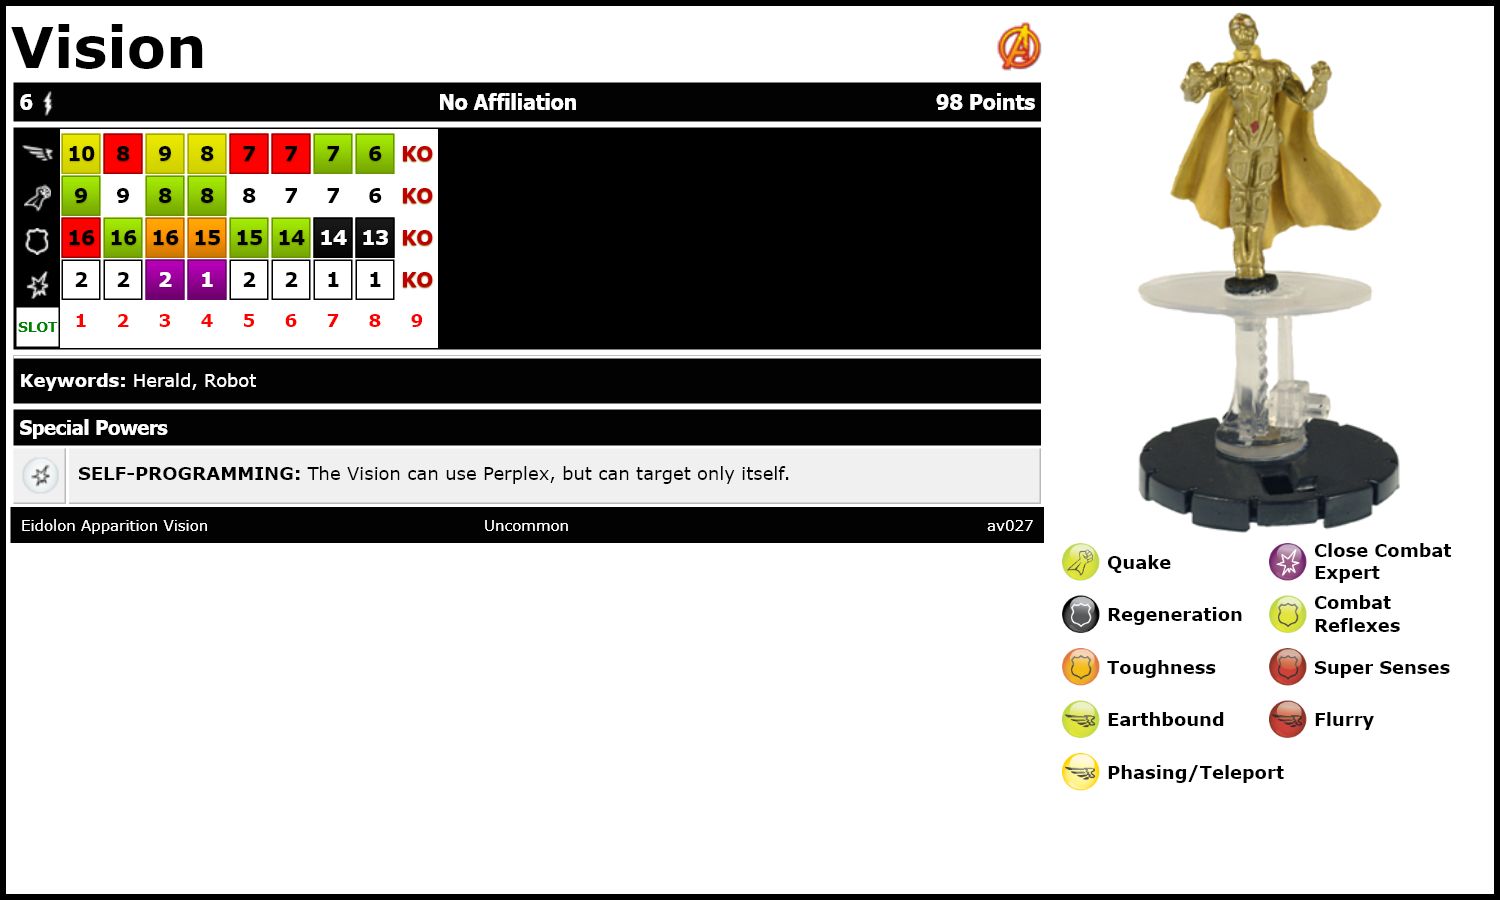 Vision
6 No Affiliation 98 Points
10 8 9 8 7 7 7 6 KO
9 9 8 8 8 7 7 6 KO
16 16 16 15 15 14 14 13 KO
2 2 2 1 2 2 1 1 KO
SLOT 1 2 3 4 5 6 7 8 9
Keywords: Herald, Robot
Special Powers
SELF-PROGRAMMING: The Vision can use Perplex, but can target only itself.
Eidolon Apparition Vision Uncommon av027
Quake
Close Combat
Expert
Regeneration
Combat
Reflexes
Toughness
Super Senses
Earthbound
Flurry
Phasing/Teleport